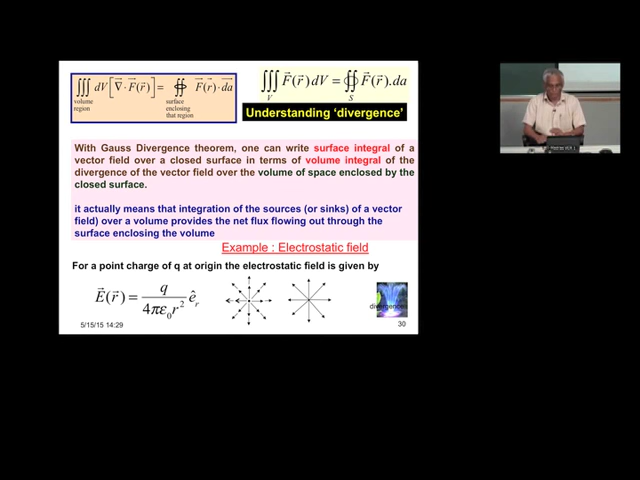 ∭ dV [∇⃗ · F⃗(r⃗)] = ∯ F⃗(r⃗) · da⃗
volume region
surface enclosing that region
∭_V F⃗(r⃗) dV = ∯_S F⃗(r⃗).da
Understanding ‘divergence’
With Gauss Divergence theorem, one can write surface integral of a
vector field over a closed surface in terms of volume integral of the
divergence of the vector field over the volume of space enclosed by the
closed surface.
it actually means that integration of the sources (or sinks) of a vector
field) over a volume provides the net flux flowing out through the
surface enclosing the volume
Example : Electrostatic field
For a point charge of q at origin the electrostatic field is given by
E⃗(r⃗) = q / 4πε₀r² ê_r
divergence
5/15/15 14:29
30